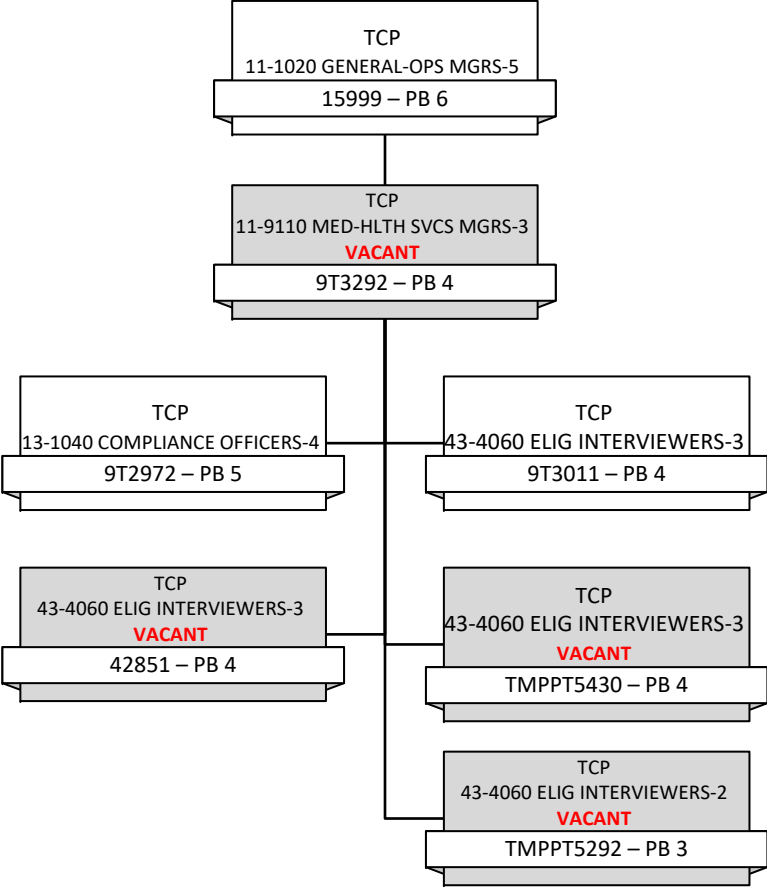 TCP
11-1020 GENERAL-OPS MGRS-5
15999 – PB 6
TCP
11-9110 MED-HLTH SVCS MGRS-3
VACANT
9T3292 – PB 4
TCP
13-1040 COMPLIANCE OFFICERS-4
9T2972 – PB 5
TCP
43-4060 ELIG INTERVIEWERS-3
9T3011 – PB 4
TCP
43-4060 ELIG INTERVIEWERS-3
VACANT
42851 – PB 4
TCP
43-4060 ELIG INTERVIEWERS-3
VACANT
TMPPT5430 – PB 4
TCP
43-4060 ELIG INTERVIEWERS-2
VACANT
TMPPT5292 – PB 3